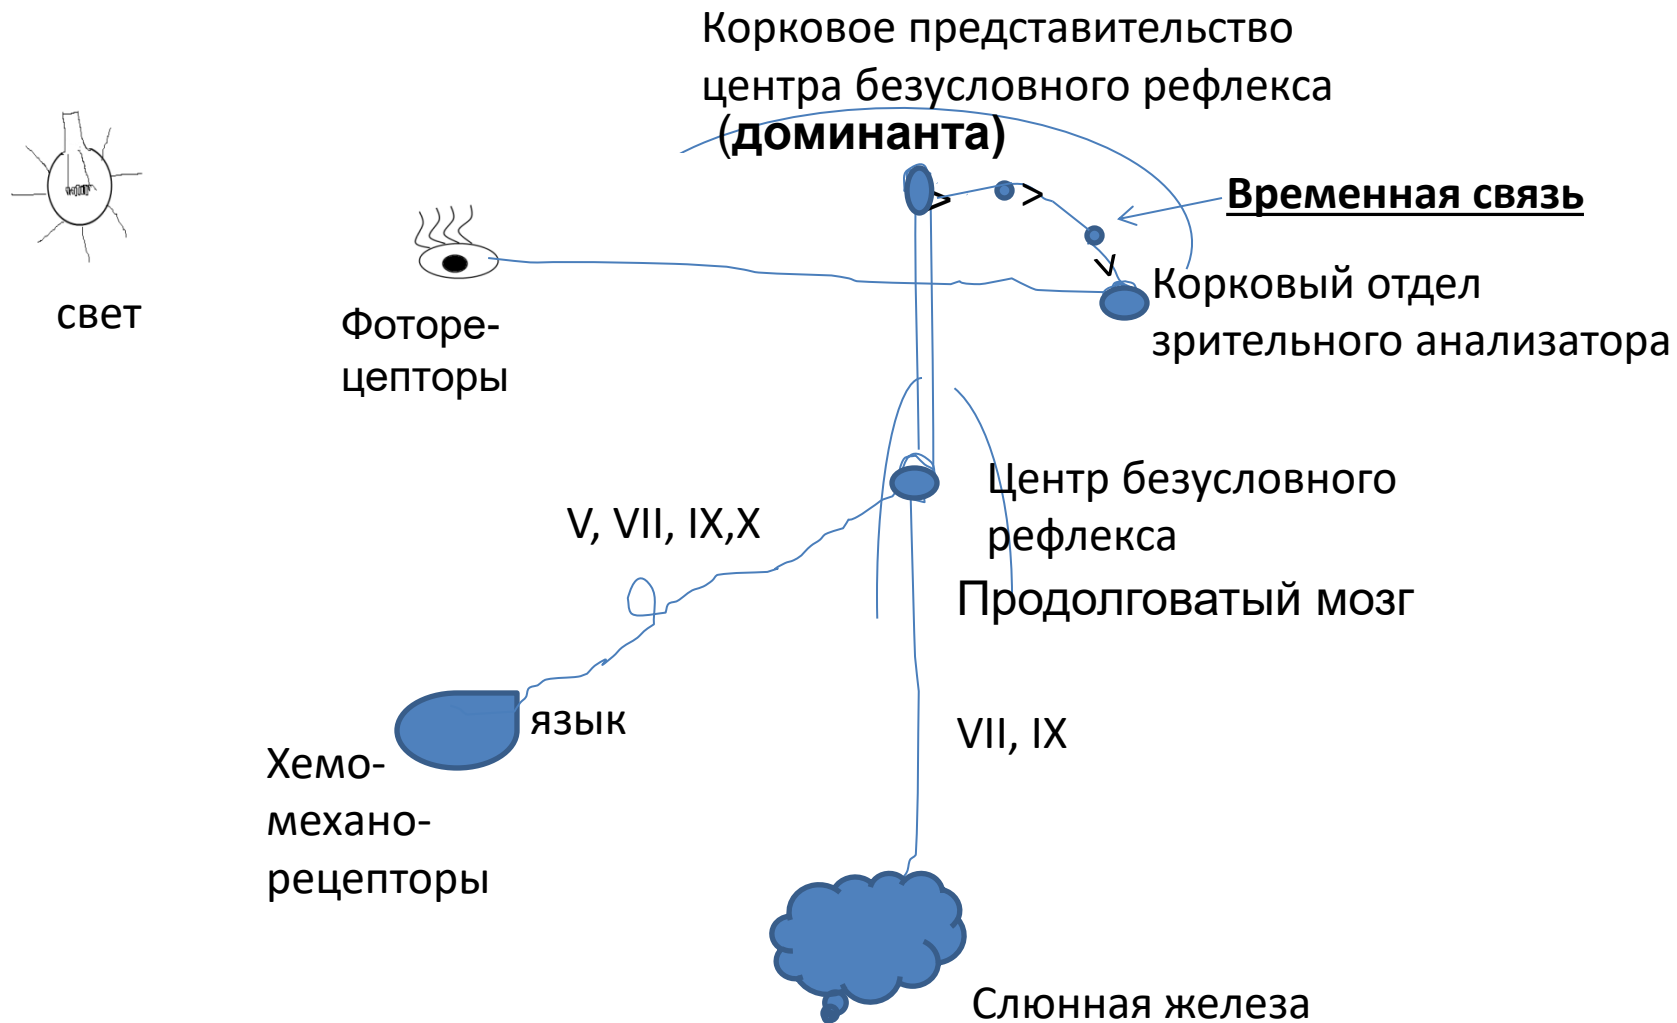 Корковое представительство
центра безусловного рефлекса
(доминанта)
Временная связь
свет
Фоторе-
цепторы
Корковый отдел
зрительного анализатора
V, VII, IX,X
Центр безусловного
рефлекса
Продолговатый мозг
язык
VII, IX
Хемо-
механо-
рецепторы
Слюнная железа